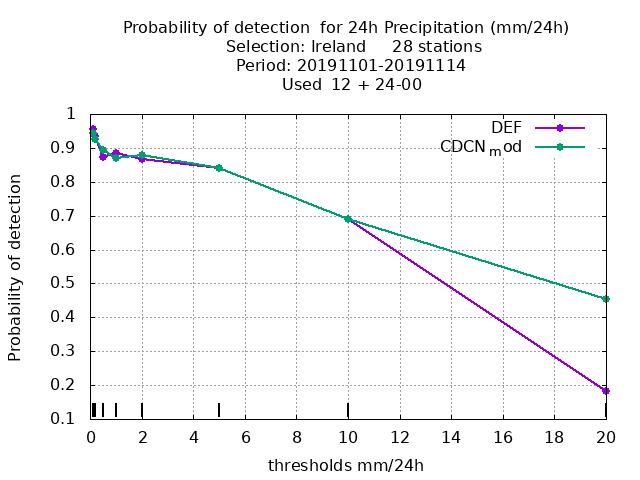 Probability of detection  for 24h Precipitation (mm/24h)
Selection: Ireland     28 stations
Period: 20191101-20191114
Used  12 + 24-00
DEF
CDCNmod
1
0.9
0.8
0.7
0.6
0.5
0.4
0.3
0.2
0.1
Probability of detection
0 2 4 6 8 10 12 14 16 18 20
thresholds mm/24h